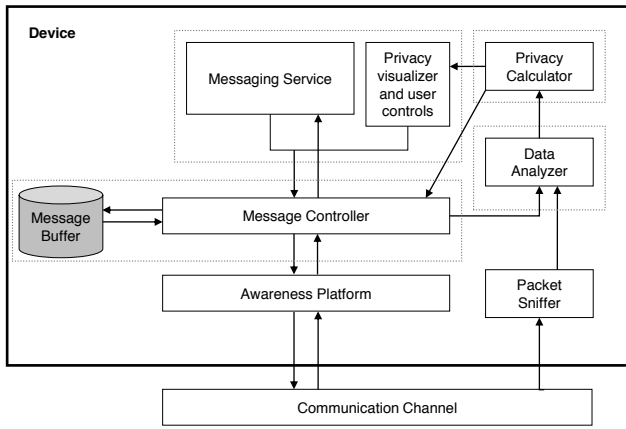 Device
Messaging Service
Privacy
visualizer
and user
controls
Privacy
Calculator
Data
Analyzer
Message
Buffer
Message Controller
Awareness Platform
Packet
Sniffer
Communication Channel